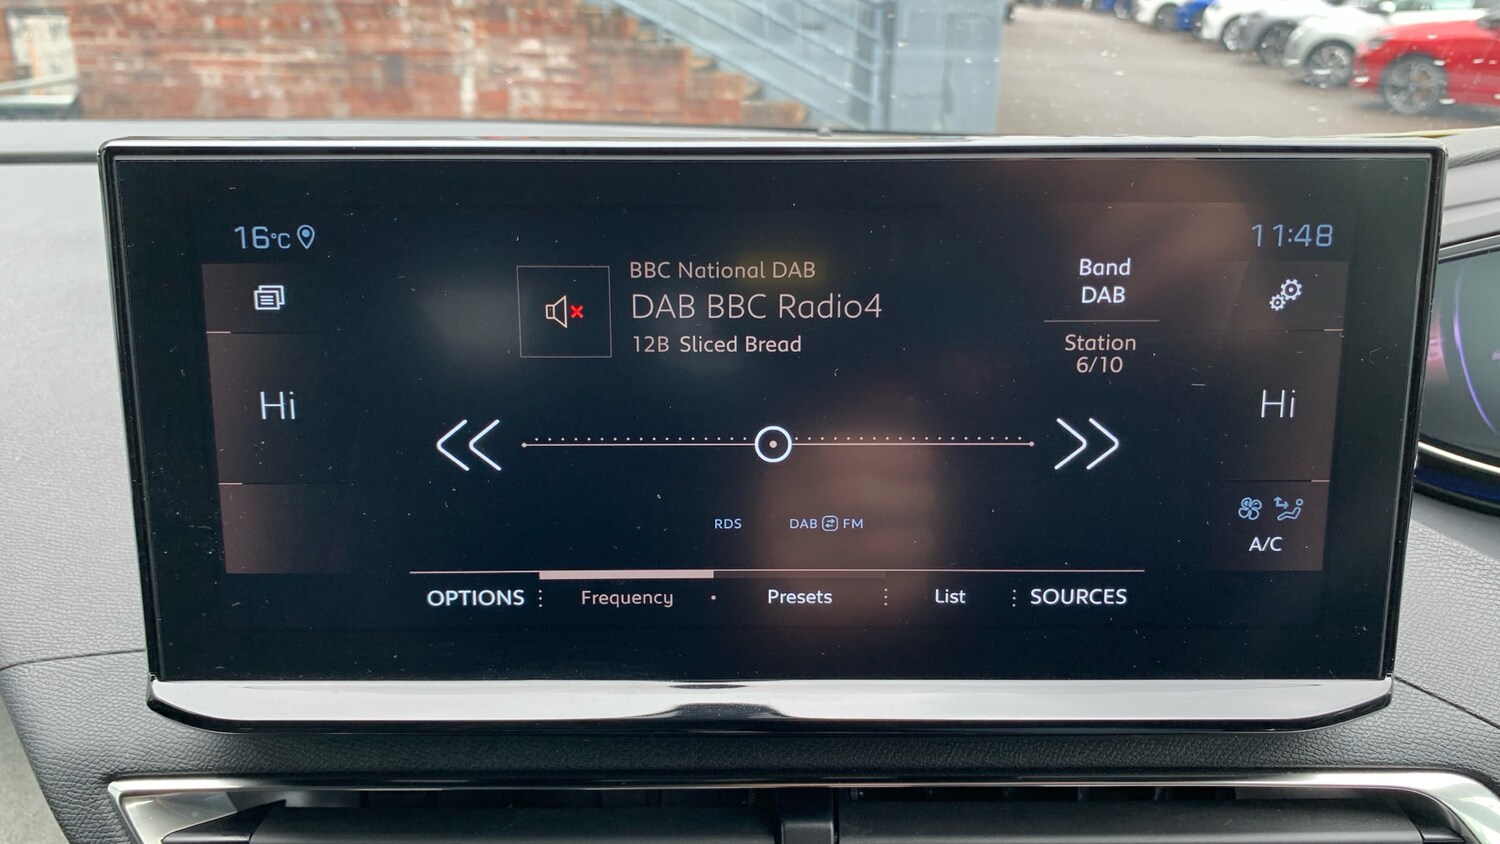 16°C
11:48
BBC National DAB
DAB BBC Radio4
12B Sliced Bread
Band
DAB
Station
6/10
Hi
Hi
RDS
DAB FM
A/C
OPTIONS
Frequency
Presets
List
SOURCES